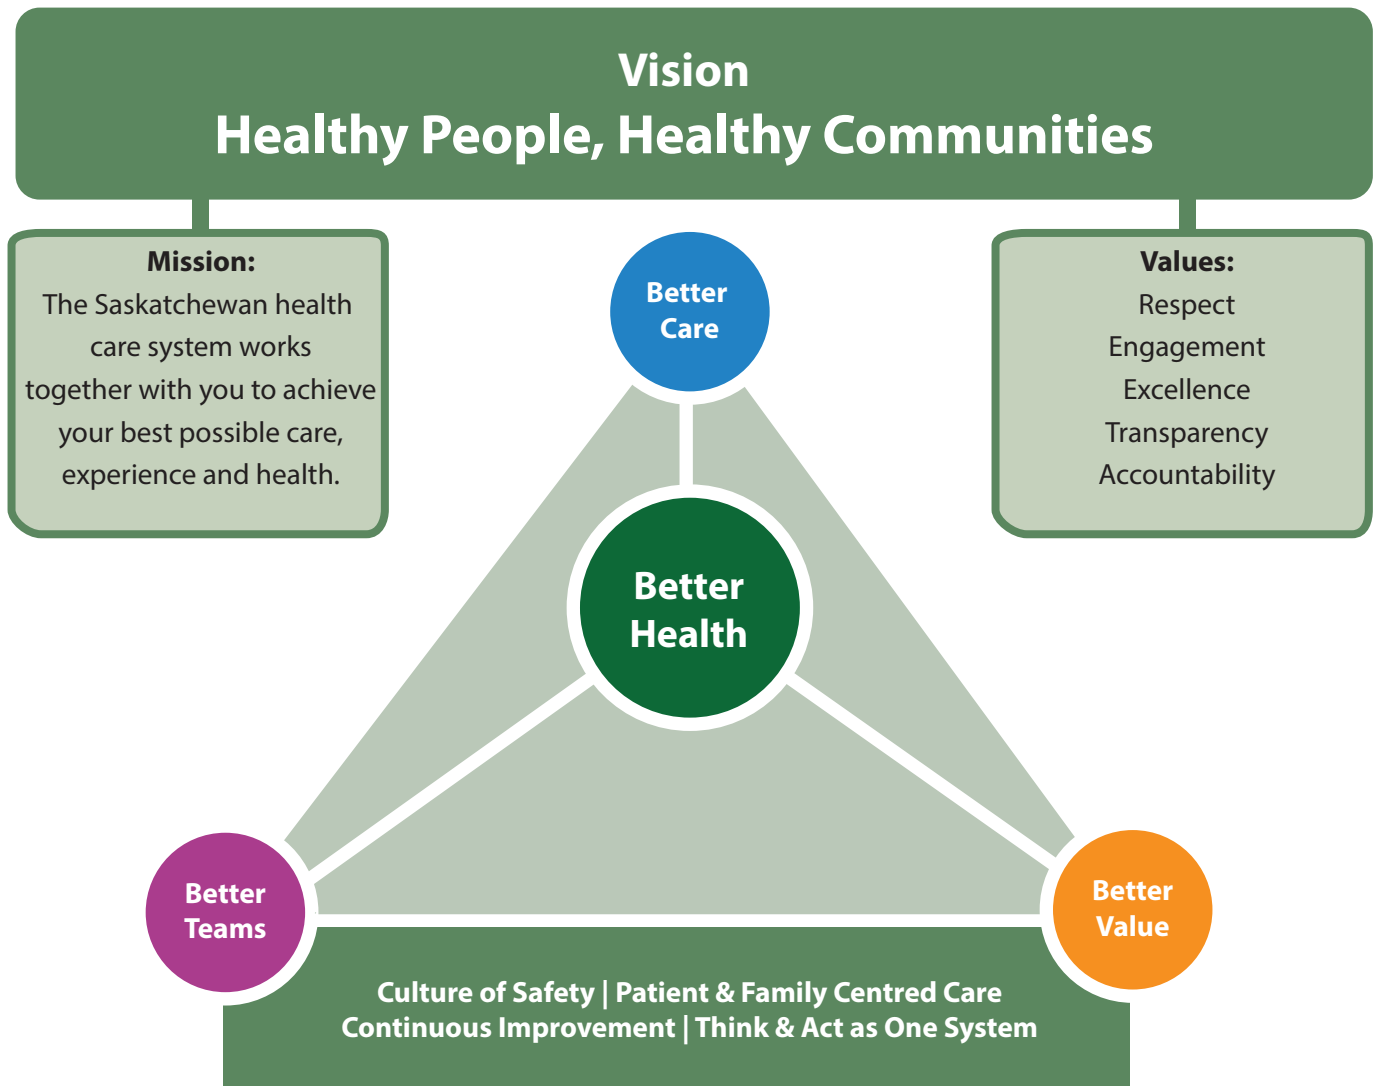 Vision
Healthy People, Healthy Communities
Mission:
The Saskatchewan health
care system works
together with you to achieve
your best possible care,
experience and health.
Values:
Respect
Engagement
Excellence
Transparency
Accountability
Better
Care
Better
Health
Better
Teams
Better
Value
Culture of Safety | Patient & Family Centred Care
Continuous Improvement | Think & Act as One System